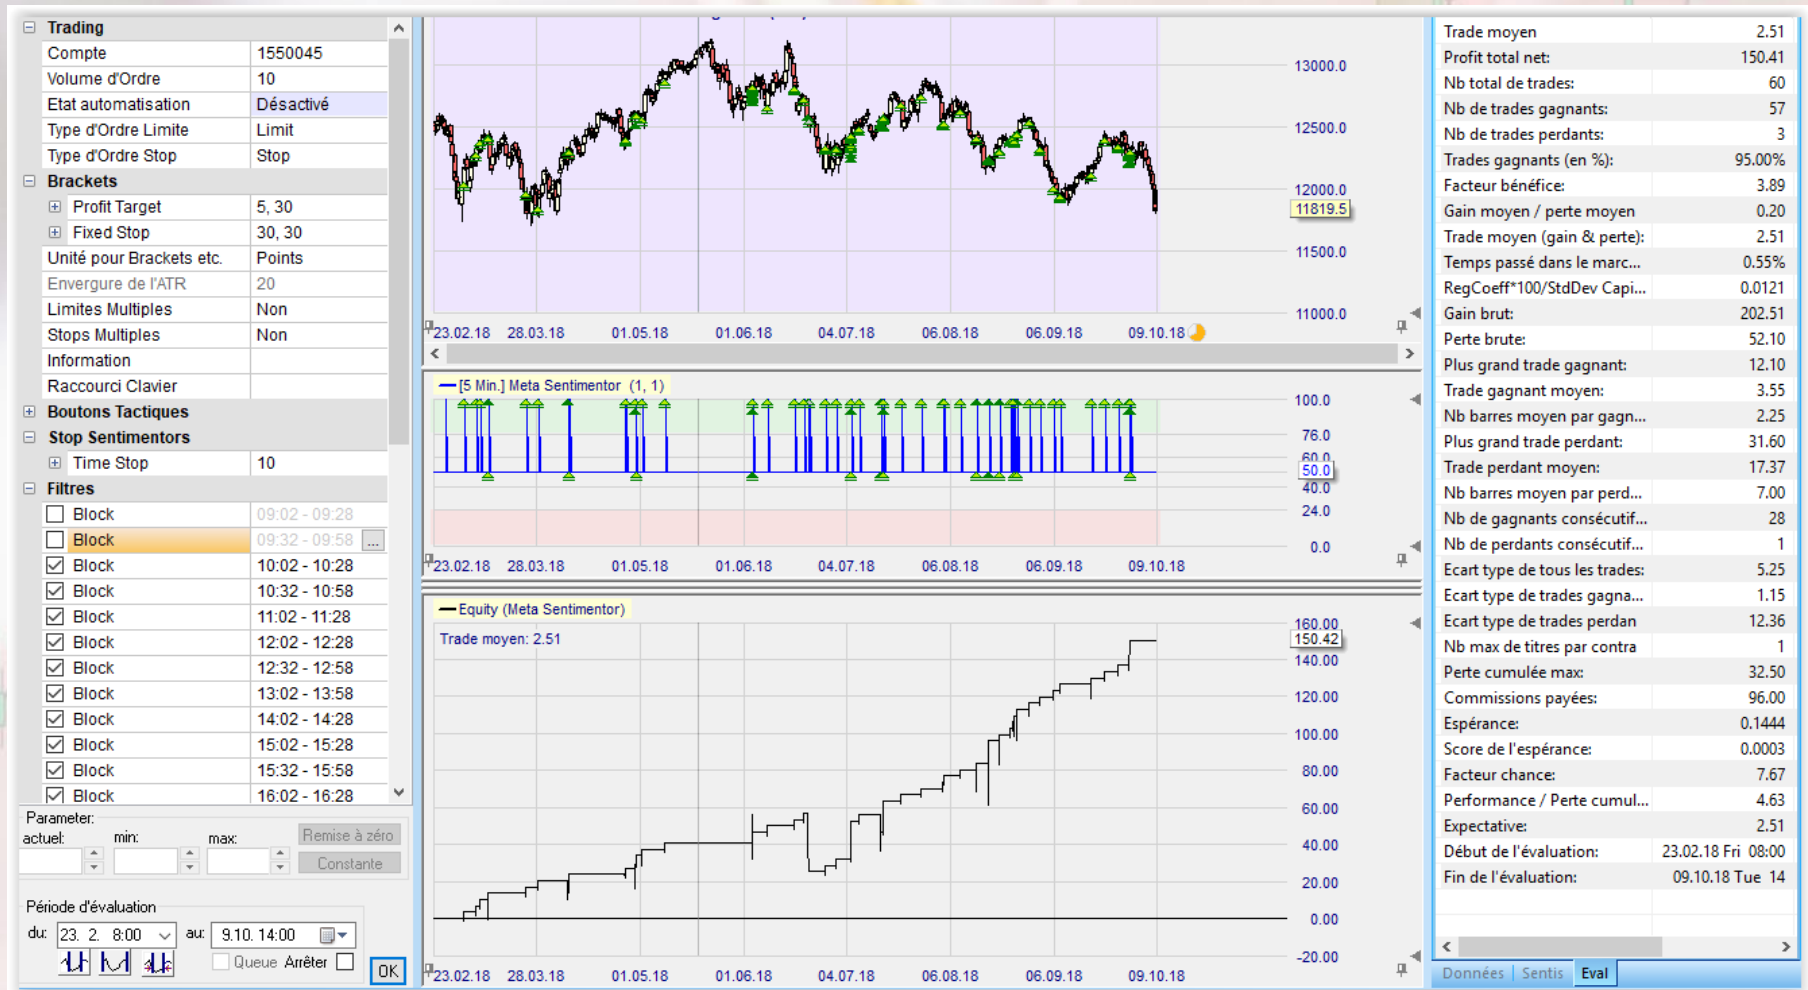 Trading
Compte 1550045
Volume d'Ordre 10
Etat automatisation Désactivé
Type d'Ordre Limite Limit
Type d'Ordre Stop Stop
Brackets
Profit Target 5, 30
Fixed Stop 30, 30
Unité pour Brackets etc. Points
Envergure de l'ATR 20
Limites Multiples Non
Stops Multiples Non
Information
Raccourci Clavier
Boutons Tactiques
Stop Sentimentors
Time Stop 10
Filtres
Block 09:02 - 09:28
Block 09:32 - 09:58 ...
Block 10:02 - 10:28
Block 10:32 - 10:58
Block 11:02 - 11:28
Block 12:02 - 12:28
Block 12:32 - 12:58
Block 13:02 - 13:58
Block 14:02 - 14:28
Block 15:02 - 15:28
Block 15:32 - 15:58
Block 16:02 - 16:28
Parameter:
actuel: min: max: Remise à zéro
Constante
Période d'évaluation
du: 23. 2. 8:00 au: 9.10. 14:00
Queue Arrêter OK
13000.0
12500.0
12000.0
11819.5
11500.0
11000.0
23.02.18 28.03.18 01.05.18 01.06.18 04.07.18 06.08.18 06.09.18 09.10.18
[5 Min.] Meta Sentimentor (1, 1)
100.0
76.0
60.0
50.0
40.0
24.0
0.0
23.02.18 28.03.18 01.05.18 01.06.18 04.07.18 06.08.18 06.09.18 09.10.18
Equity (Meta Sentimentor)
Trade moyen: 2.51
160.00
150.42
140.00
120.00
100.00
80.00
60.00
40.00
20.00
0.00
-20.00
23.02.18 28.03.18 01.05.18 01.06.18 04.07.18 06.08.18 06.09.18 09.10.18
Trade moyen 2.51
Profit total net: 150.41
Nb total de trades: 60
Nb de trades gagnants: 57
Nb de trades perdants: 3
Trades gagnants (en %): 95.00%
Facteur bénéfice: 3.89
Gain moyen / perte moyen 0.20
Trade moyen (gain & perte): 2.51
Temps passé dans le marc... 0.55%
RegCoeff*100/StdDev Capi... 0.0121
Gain brut: 202.51
Perte brute: 52.10
Plus grand trade gagnant: 12.10
Trade gagnant moyen: 3.55
Nb barres moyen par gagn... 2.25
Plus grand trade perdant: 31.60
Trade perdant moyen: 17.37
Nb barres moyen par perd... 7.00
Nb de gagnants consécutif... 28
Nb de perdants consécutif... 1
Ecart type de tous les trades: 5.25
Ecart type de trades gagna... 1.15
Ecart type de trades perdan 12.36
Nb max de titres par contra 1
Perte cumulée max: 32.50
Commissions payées: 96.00
Espérance: 0.1444
Score de l'espérance: 0.0003
Facteur chance: 7.67
Performance / Perte cumul... 4.63
Expectative: 2.51
Début de l'évaluation: 23.02.18 Fri 08:00
Fin de l'évaluation: 09.10.18 Tue 14
Données Sentis Eval